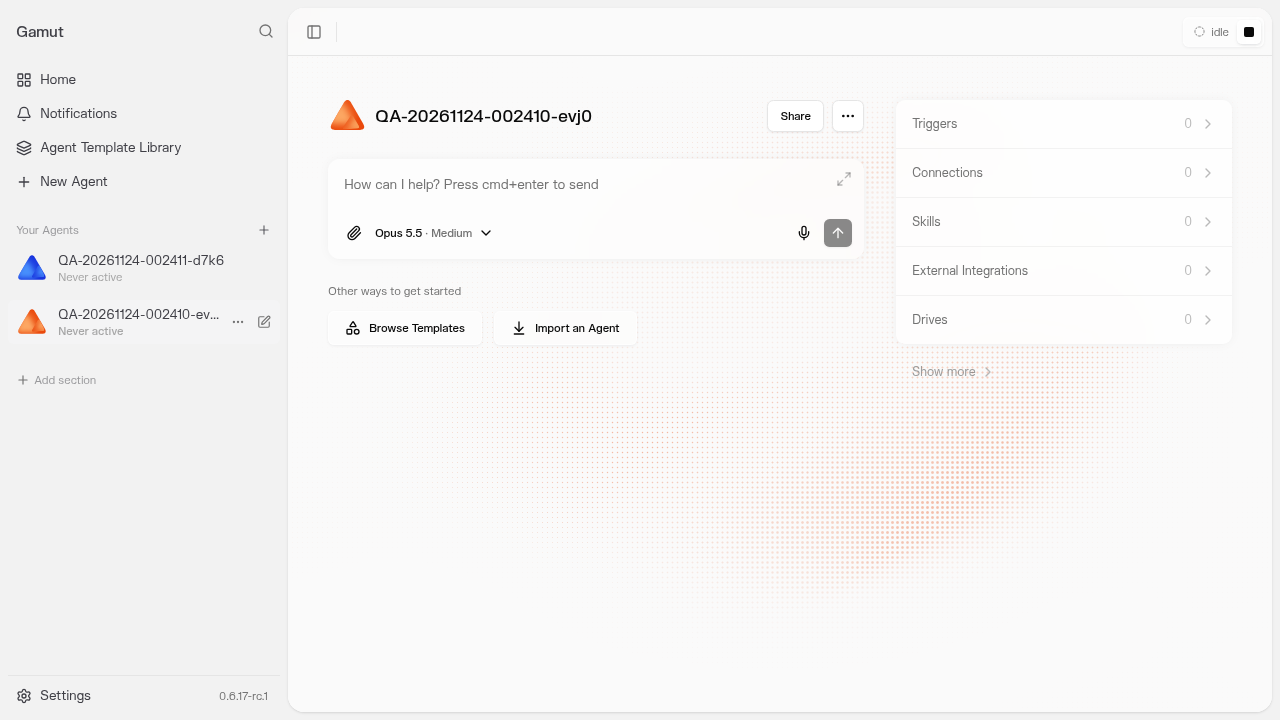 Gamut
Home
Notifications
Agent Template Library
New Agent
Your Agents
QA-20261124-002411-d7k6
Never active
QA-20261124-002410-ev...
Never active
Add section
Settings
0.6.17-rc.1
idle
QA-20261124-002410-evj0
Share
How can I help? Press cmd+enter to send
Opus 5.5 · Medium
Other ways to get started
Browse Templates
Import an Agent
Triggers 0
Connections 0
Skills 0
External Integrations 0
Drives 0
Show more